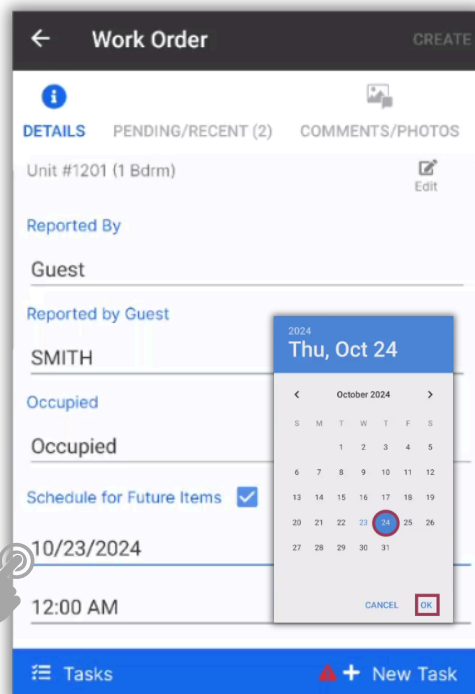 Work Order CREATE
DETAILS PENDING/RECENT (2) COMMENTS/PHOTOS
Unit #1201 (1 Bdrm)
Edit
Reported By
Guest
Reported by Guest
SMITH
Occupied
Occupied
Schedule for Future Items
10/23/2024
12:00 AM
2024
Thu, Oct 24
October 2024
S M T W T F S
1 2 3 4 5
6 7 8 9 10 11 12
13 14 15 16 17 18 19
20 21 22 23 24 25 26
27 28 29 30 31
CANCEL OK
Tasks New Task